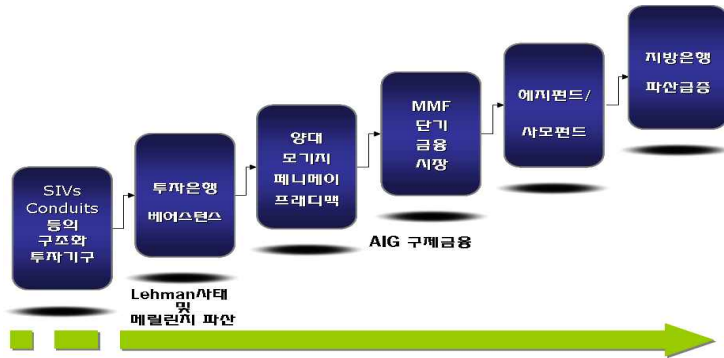 SIVs
Conduits
등의
구조화
투자기구
투자은행
베어스턴스
Lehman사태
및
메릴린치 파산
양대
모기지
페니메이
프레디맥
MMF
단기
금융
시장
AIG 구제금융
헤지펀드/
사모펀드
지방은행
파산급증